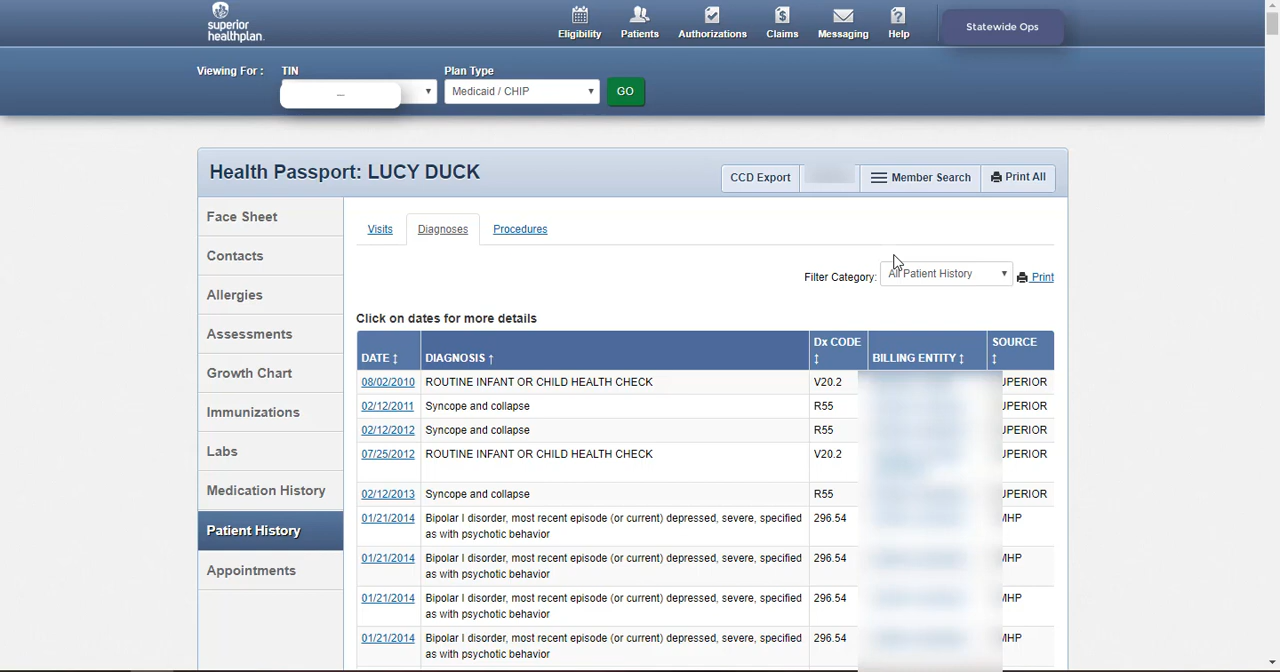 superior
healthplan
Eligibility
Patients
Authorizations
Claims
Messaging
Help
Statewide Ops
Viewing For :
TIN
Plan Type
--
Medicaid / CHIP
GO
Health Passport: LUCY DUCK
CCD Export
Member Search
Print All
Face Sheet
Contacts
Allergies
Assessments
Growth Chart
Immunizations
Labs
Medication History
Patient History
Appointments
Visits
Diagnoses
Procedures
Filter Category:
All Patient History
Print
Click on dates for more details
DATE DIAGNOSIS Dx CODE BILLING ENTITY SOURCE
08/02/2010 ROUTINE INFANT OR CHILD HEALTH CHECK V20.2 UPERIOR
02/12/2011 Syncope and collapse R55 UPERIOR
02/12/2012 Syncope and collapse R55 UPERIOR
07/25/2012 ROUTINE INFANT OR CHILD HEALTH CHECK V20.2 UPERIOR
02/12/2013 Syncope and collapse R55 UPERIOR
01/21/2014 Bipolar I disorder, most recent episode (or current) depressed, severe, specified 296.54 MHP
as with psychotic behavior
01/21/2014 Bipolar I disorder, most recent episode (or current) depressed, severe, specified 296.54 MHP
as with psychotic behavior
01/21/2014 Bipolar I disorder, most recent episode (or current) depressed, severe, specified 296.54 MHP
as with psychotic behavior
01/21/2014 Bipolar I disorder, most recent episode (or current) depressed, severe, specified 296.54 MHP
as with psychotic behavior